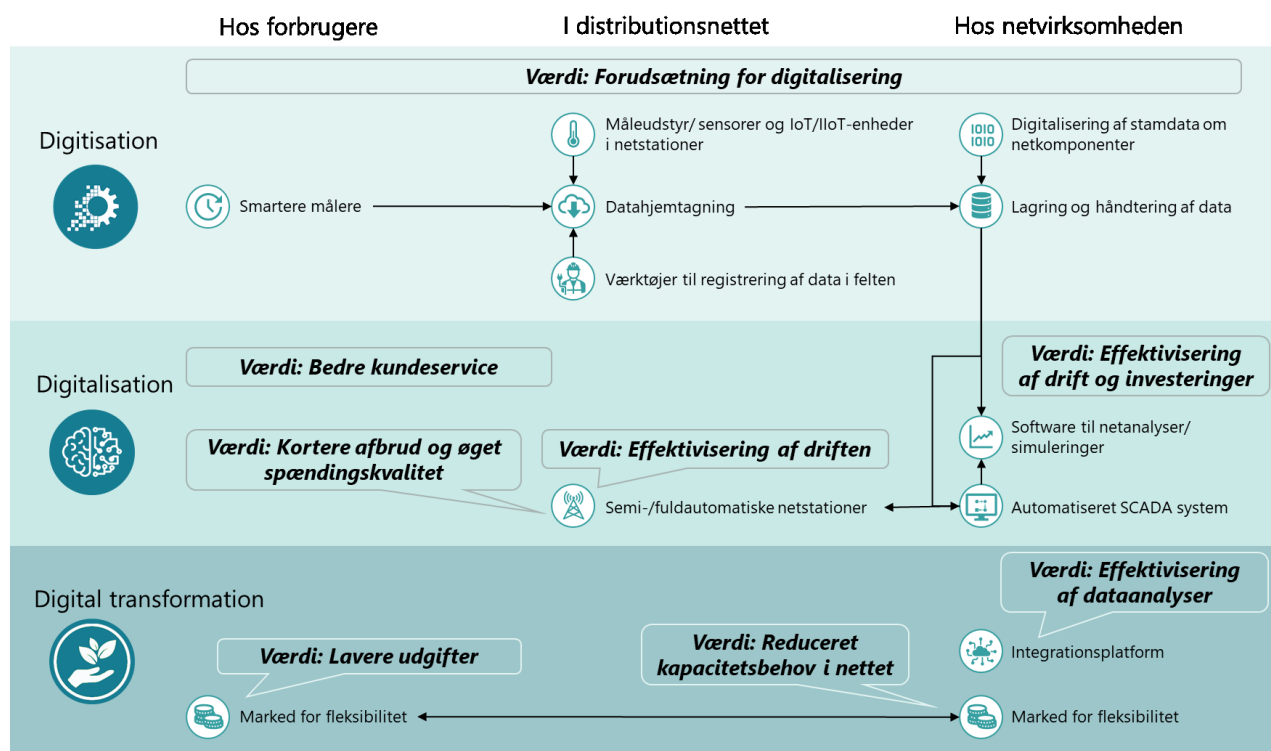 Hos forbrugere
I distributionsnettet
Hos netvirksomheden
Værdi: Forudsætning for digitalisering
Digitisation
Måleudstyr/ sensorer og IoT/IIoT-enheder
i netstationer
Digitalisering af stamdata om
netkomponenter
1010
1010
Smartere målere
Datahjemtagning
Lagring og håndtering af data
Værktøjer til registrering af data i felten
Digitalisation
Værdi: Bedre kundeservice
Værdi: Effektivisering
af drift og investeringer
Værdi: Kortere afbrud og øget
spændingskvalitet
Værdi: Effektivisering af driften
Software til netanalyser/
simuleringer
Semi-/fuldautomatiske netstationer
Automatiseret SCADA system
Digital transformation
Værdi: Effektivisering
af dataanalyser
Værdi: Lavere udgifter
Værdi: Reduceret
kapacitetsbehov i nettet
Integrationsplatform
Marked for fleksibilitet
Marked for fleksibilitet